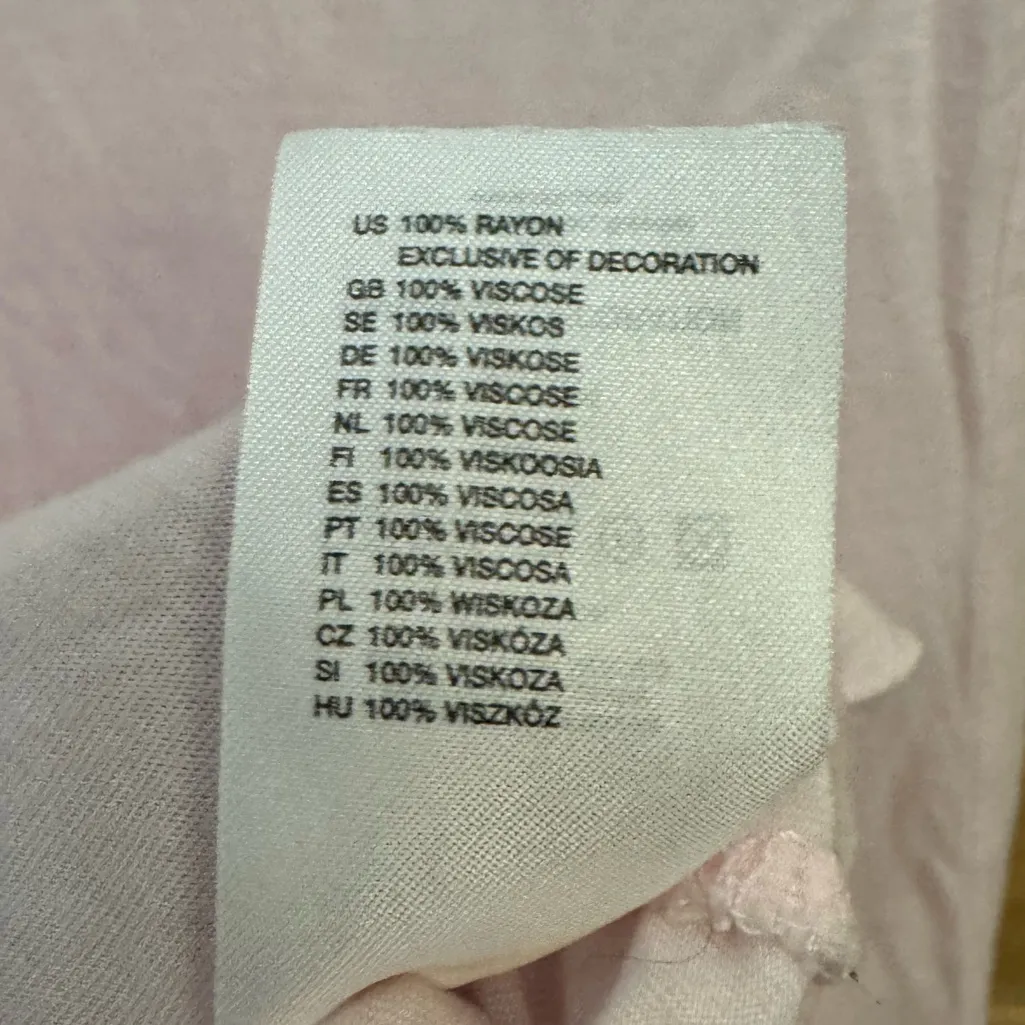 US 100% RAYON
EXCLUSIVE OF DECORATION
GB 100% VISCOSE
SE 100% VISKOS
DE 100% VISKOSE
FR 100% VISCOSE
NL 100% VISCOSE
FI 100% VISKOOSIA
ES 100% VISCOSA
PT 100% VISCOSE
IT 100% VISCOSA
PL 100% WISKOZA
CZ 100% VISKÓZA
SI 100% VISKOZA
HU 100% VISZKÓZ